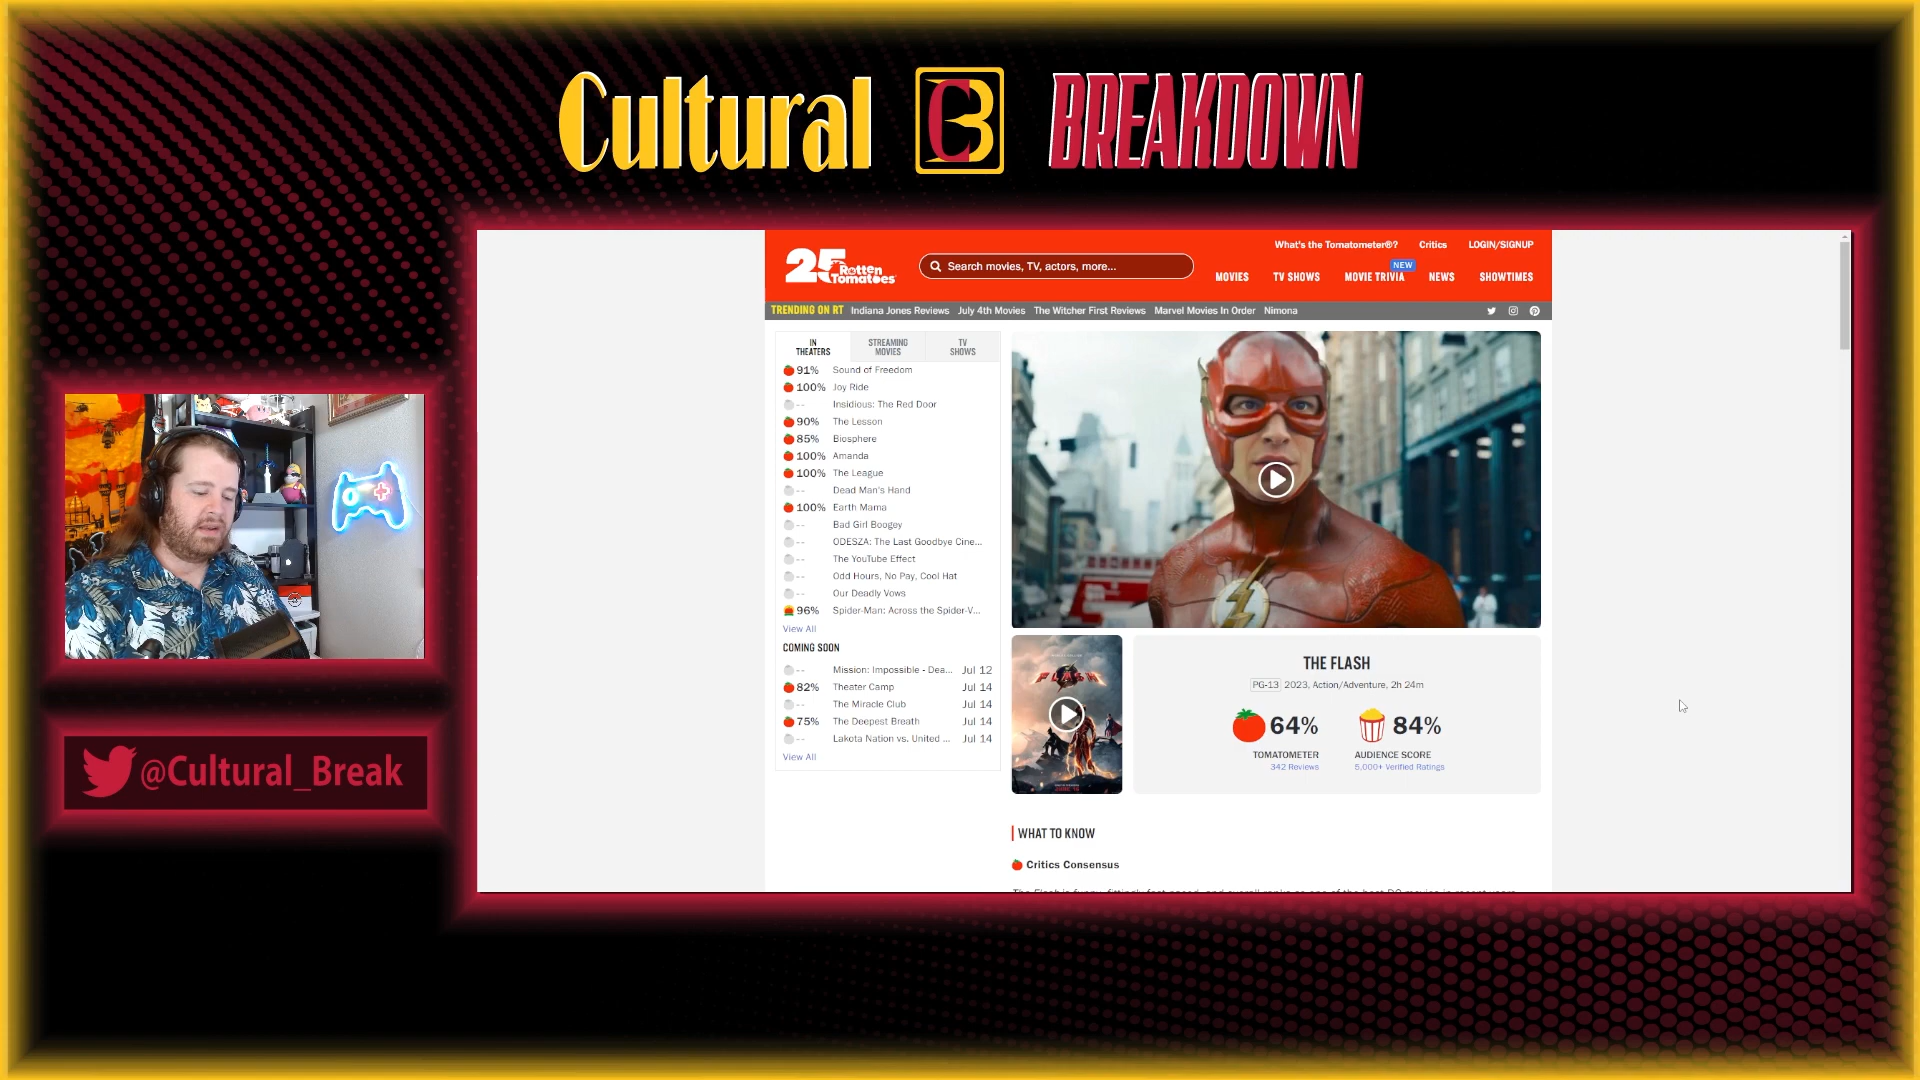 Cultural CB BREAKDOWN
What's the Tomatometer®? Critics LOGIN/SIGNUP
25 Rotten Tomatoes
Search movies, TV, actors, more...
NEW
MOVIES TV SHOWS MOVIE TRIVIA NEWS SHOWTIMES
TRENDING ON RT Indiana Jones Reviews July 4th Movies The Witcher First Reviews Marvel Movies In Order Nimona
IN THEATERS
STREAMING MOVIES
TV SHOWS
91% Sound of Freedom
100% Joy Ride
-- Insidious: The Red Door
90% The Lesson
85% Biosphere
100% Amanda
100% The League
-- Dead Man's Hand
100% Earth Mama
-- Bad Girl Boogey
-- ODESZA: The Last Goodbye Cine...
-- The YouTube Effect
-- Odd Hours, No Pay, Cool Hat
-- Our Deadly Vows
96% Spider-Man: Across the Spider-V...
View All
COMING SOON
-- Mission: Impossible - Dea... Jul 12
82% Theater Camp Jul 14
-- The Miracle Club Jul 14
75% The Deepest Breath Jul 14
-- Lakota Nation vs. United ... Jul 14
View All
FLASH
THE FLASH
PG-13 2023, Action/Adventure, 2h 24m
64% 84%
TOMATOMETER AUDIENCE SCORE
342 Reviews 5,000+ Verified Ratings
WHAT TO KNOW
Critics Consensus
@Cultural_Break